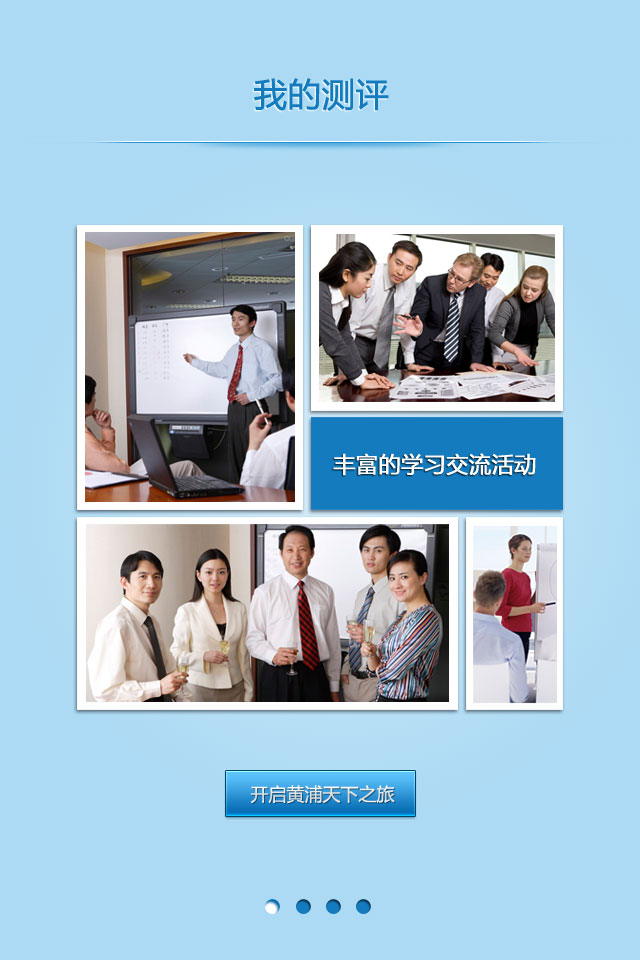 我的测评
丰富的学习交流活动
开启黄浦天下之旅